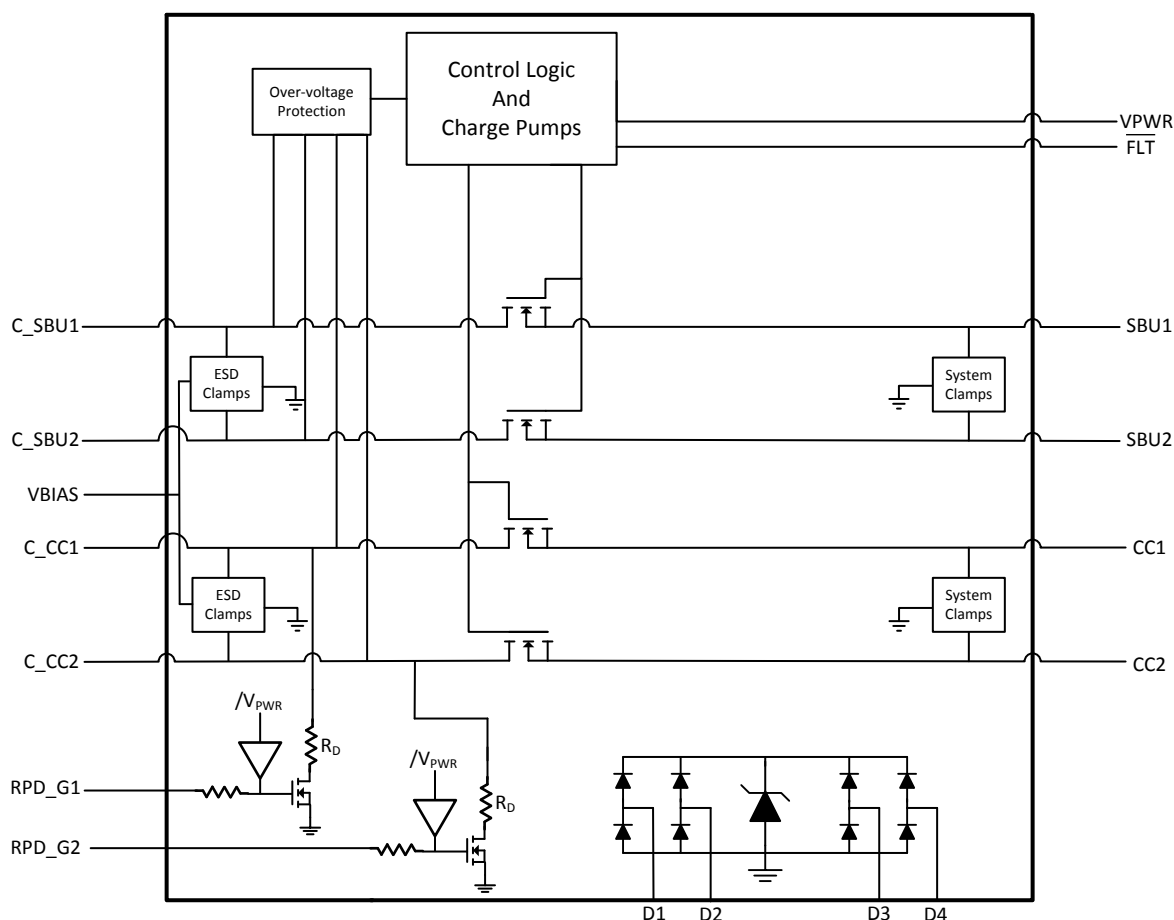 Control Logic
And
Charge Pumps
Over-voltage
Protection
VPWR
FLT
C_SBU1
SBU1
ESD
Clamps
System
Clamps
C_SBU2
SBU2
VBIAS
C_CC1
CC1
ESD
Clamps
System
Clamps
C_CC2
CC2
/VPWR
RD
/VPWR
RPD_G1
RD
RPD_G2
D1 D2 D3 D4